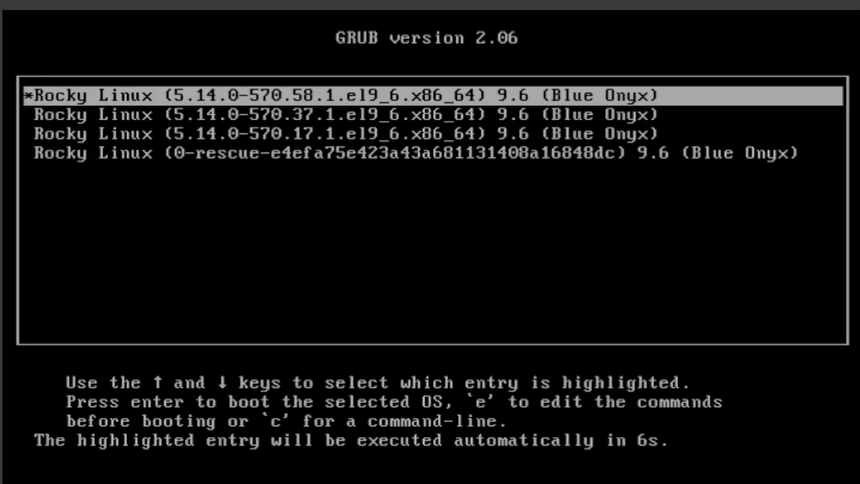 GRUB version 2.06
*Rocky Linux (5.14.0-570.58.1.el9_6.x86_64) 9.6 (Blue Onyx)
Rocky Linux (5.14.0-570.37.1.el9_6.x86_64) 9.6 (Blue Onyx)
Rocky Linux (5.14.0-570.17.1.el9_6.x86_64) 9.6 (Blue Onyx)
Rocky Linux (0-rescue-e4efa75e423a43a681131408a16848dc) 9.6 (Blue Onyx)
Use the ↑ and ↓ keys to select which entry is highlighted.
Press enter to boot the selected OS, `e' to edit the commands
before booting or `c' for a command-line.
The highlighted entry will be executed automatically in 6s.